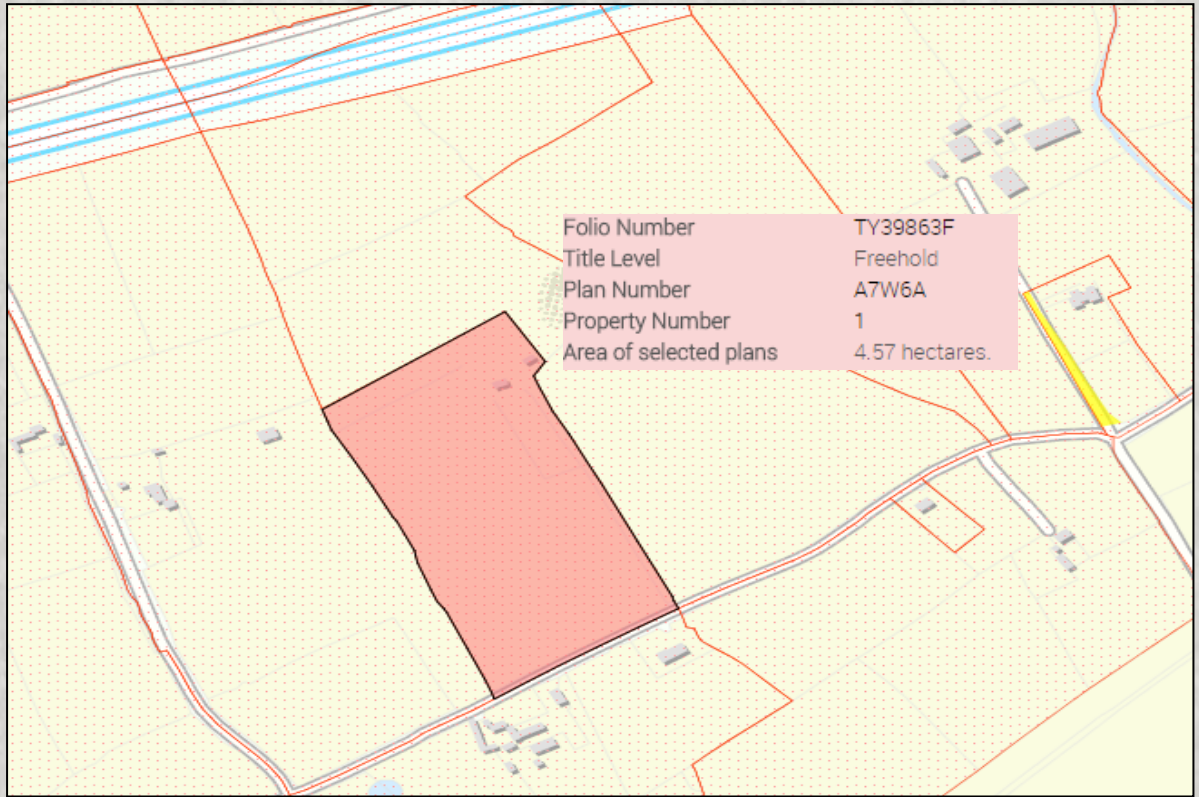 Folio Number TY39863F
Title Level Freehold
Plan Number A7W6A
Property Number 1
Area of selected plans 4.57 hectares.